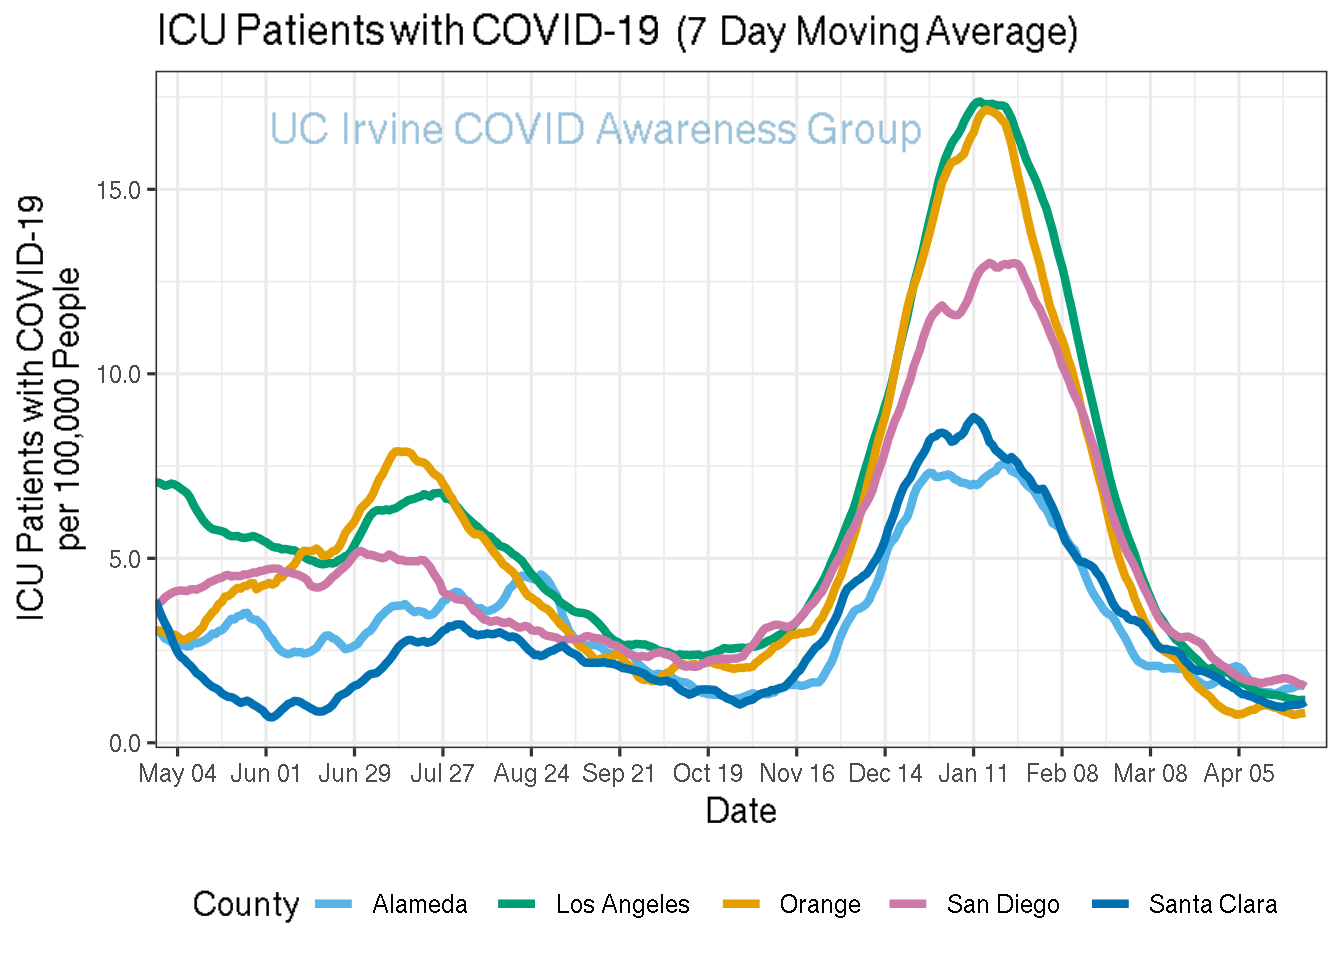 ICU Patients with COVID-19 (7 Day Moving Average)
UC Irvine COVID Awareness Group
ICU Patients with COVID-19
per 100,000 People
15.0
10.0
5.0
0.0
May 04 Jun 01 Jun 29 Jul 27 Aug 24 Sep 21 Oct 19 Nov 16 Dec 14 Jan 11 Feb 08 Mar 08 Apr 05
Date
County Alameda Los Angeles Orange San Diego Santa Clara